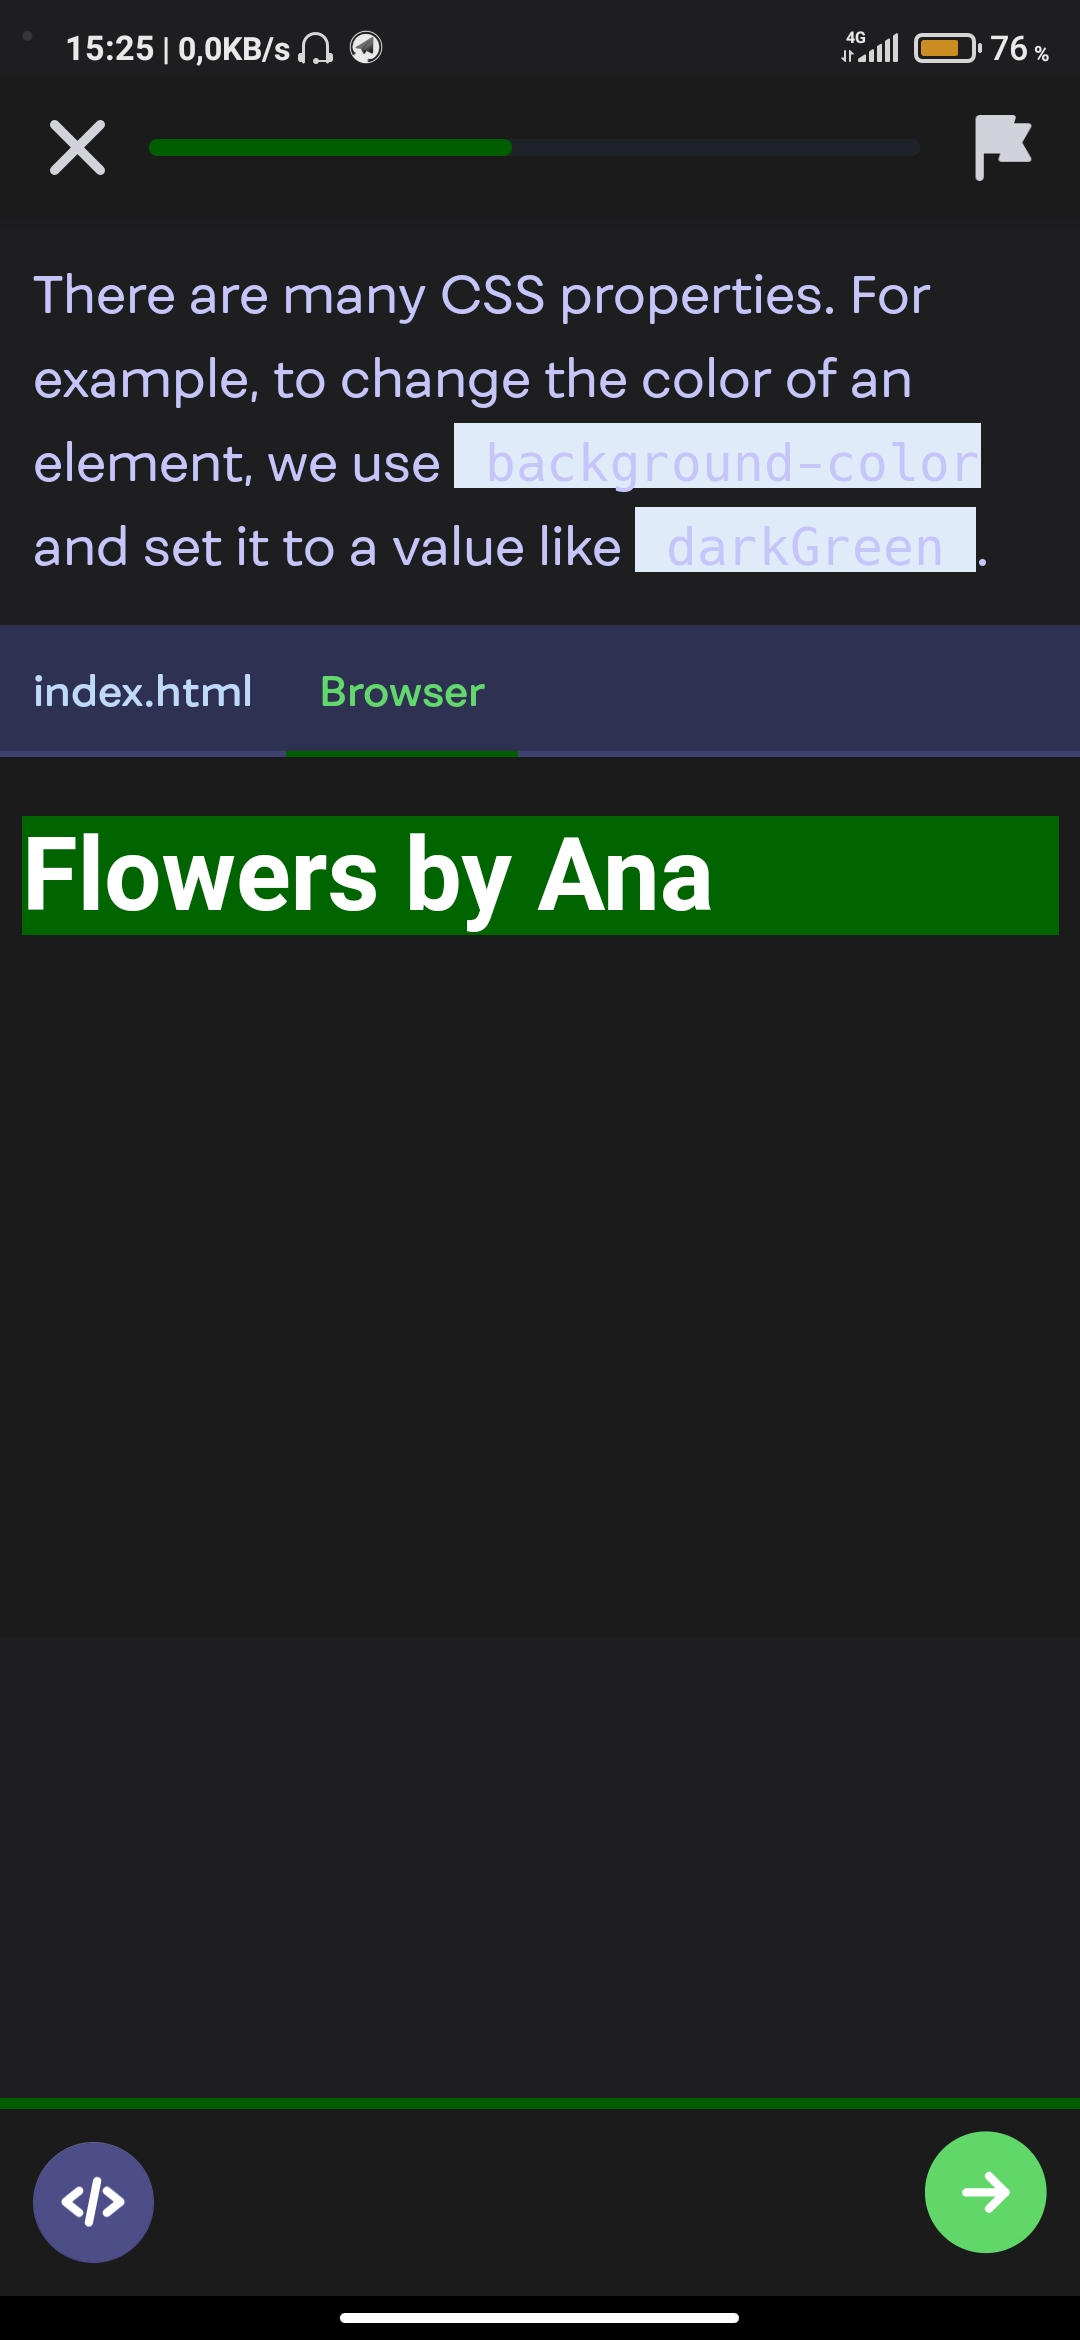 15:25 | 0,0KB/s 4G 76 %
There are many CSS properties. For
example, to change the color of an
element, we use background-color
and set it to a value like darkGreen .
index.html Browser
Flowers by Ana
</>